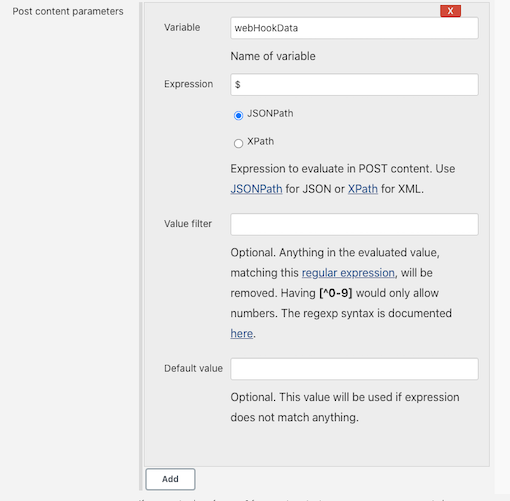 Post content parameters
X
Variable
webHookData
Name of variable
Expression
$
JSONPath
XPath
Expression to evaluate in POST content. Use
JSONPath for JSON or XPath for XML.
Value filter
Optional. Anything in the evaluated value,
matching this regular expression, will be
removed. Having [^0-9] would only allow
numbers. The regexp syntax is documented
here.
Default value
Optional. This value will be used if expression
does not match anything.
Add